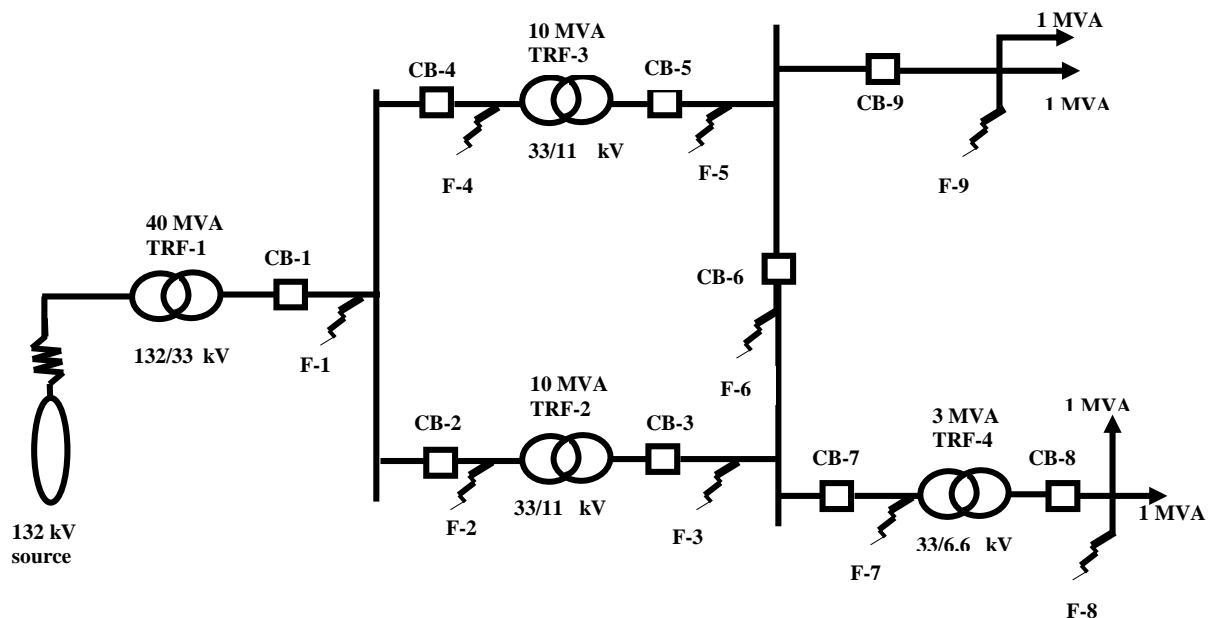 10 MVA
TRF-3
1 MVA
CB-4
CB-5
CB-9
1 MVA
33/11 kV
F-4
F-5
F-9
40 MVA
TRF-1
CB-1
CB-6
132/33 kV
F-1
10 MVA
TRF-2
F-6
CB-2
CB-3
3 MVA
TRF-4
1 MVA
CB-7
CB-8
F-2
33/11 kV
F-3
1 MVA
132 kV
source
33/6.6 kV
F-7
F-8